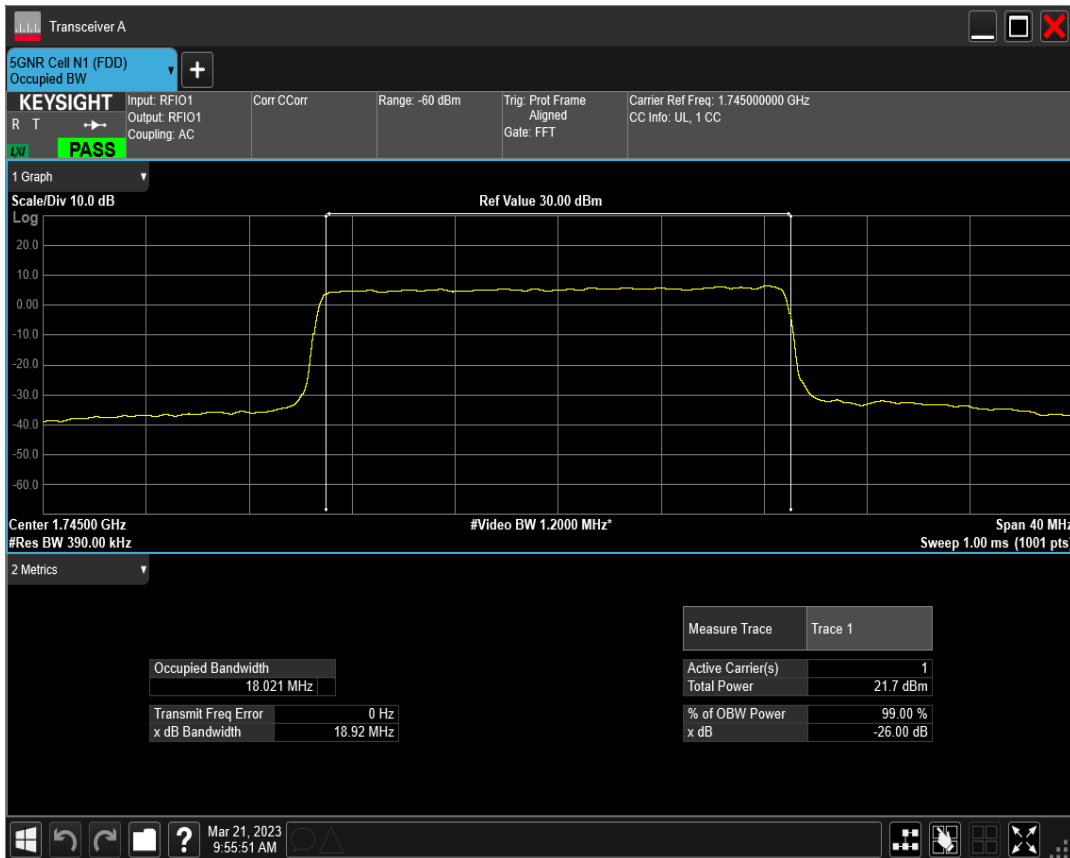 Transceiver A
5GNR Cell N1 (FDD)
Occupied BW
+
KEYSIGHT
R T
LXI
PASS
Input: RFIO1
Output: RFIO1
Coupling: AC
Corr CCorr
Range: -60 dBm
Trig: Prot Frame
Aligned
Gate: FFT
Carrier Ref Freq: 1.745000000 GHz
CC Info: UL, 1 CC
1 Graph
Scale/Div 10.0 dB
Ref Value 30.00 dBm
Log
20.0
10.0
0.00
-10.0
-20.0
-30.0
-40.0
-50.0
-60.0
Center 1.74500 GHz
#Video BW 1.2000 MHz*
Span 40 MHz
#Res BW 390.00 kHz
Sweep 1.00 ms (1001 pts)
2 Metrics
Measure Trace
Trace 1
Occupied Bandwidth
18.021 MHz
Active Carrier(s) 1
Total Power 21.7 dBm
Transmit Freq Error 0 Hz
x dB Bandwidth 18.92 MHz
% of OBW Power 99.00 %
x dB -26.00 dB
?
Mar 21, 2023
9:55:51 AM